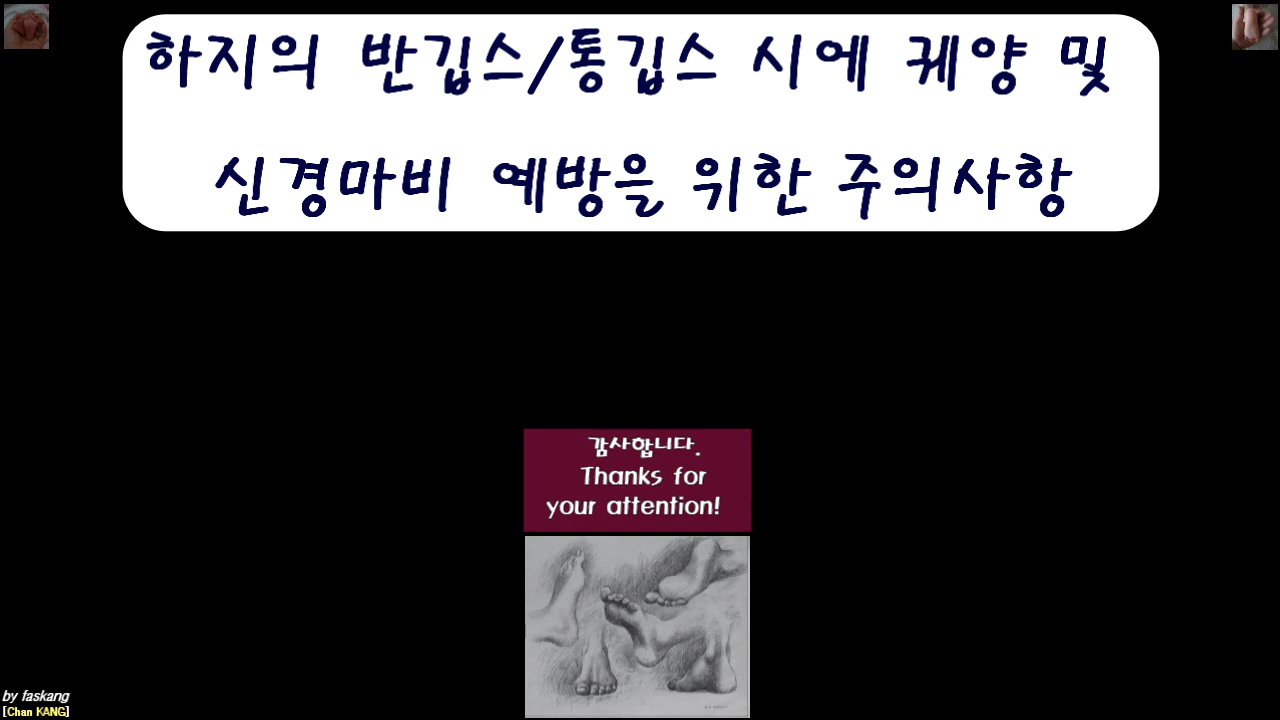 하지의 반깁스/통깁스 시에 궤양 및
신경마비 예방을 위한 주의사항
감사합니다.
Thanks for
your attention!
by faskang
[Chan KANG]